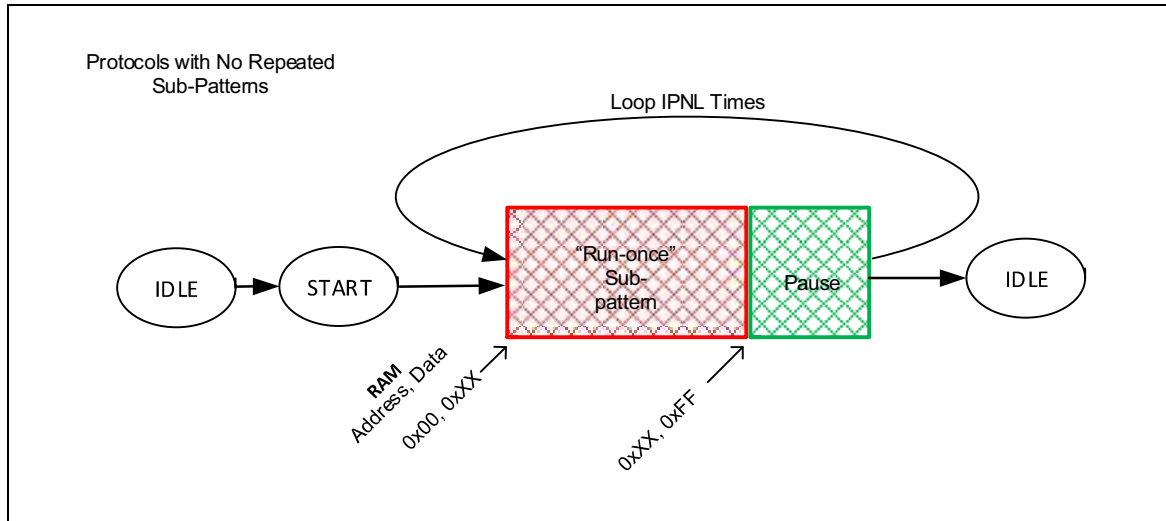 Protocols with No Repeated
Sub-Patterns
Loop IPNL Times
IDLE
START
“Run-once”
Sub-
pattern
Pause
IDLE
RAM
Address, Data
0x00, 0xXX
0xXX, 0xFF